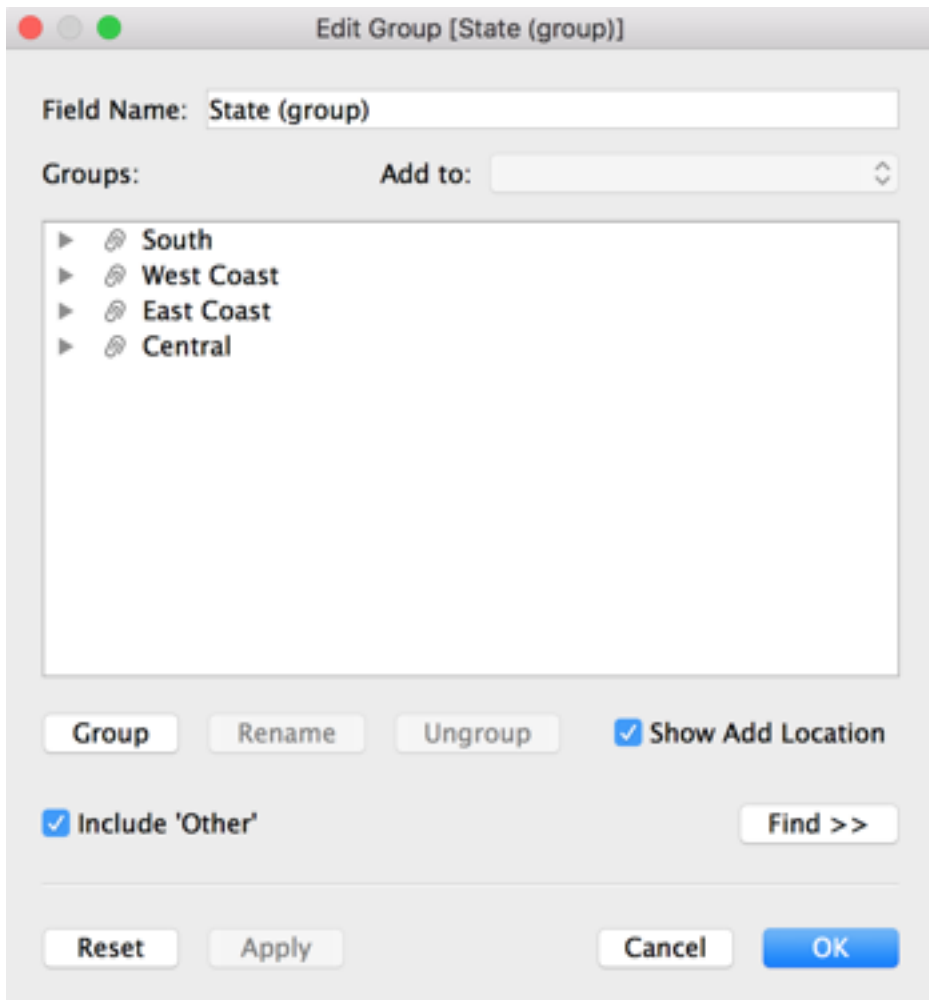 Edit Group [State (group)]
Field Name: State (group)
Groups: Add to:
South
West Coast
East Coast
Central
Group Rename Ungroup Show Add Location
Include 'Other' Find >>
Reset Apply Cancel OK